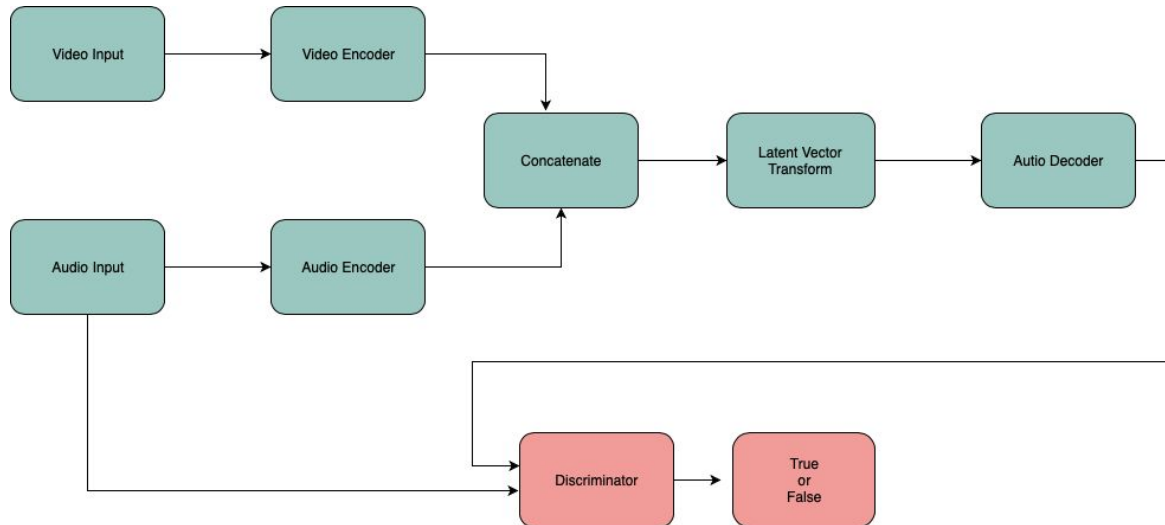 Video Input
Video Encoder
Concatenate
Latent Vector
Transform
Autio Decoder
Audio Input
Audio Encoder
Discriminator
True
or
False